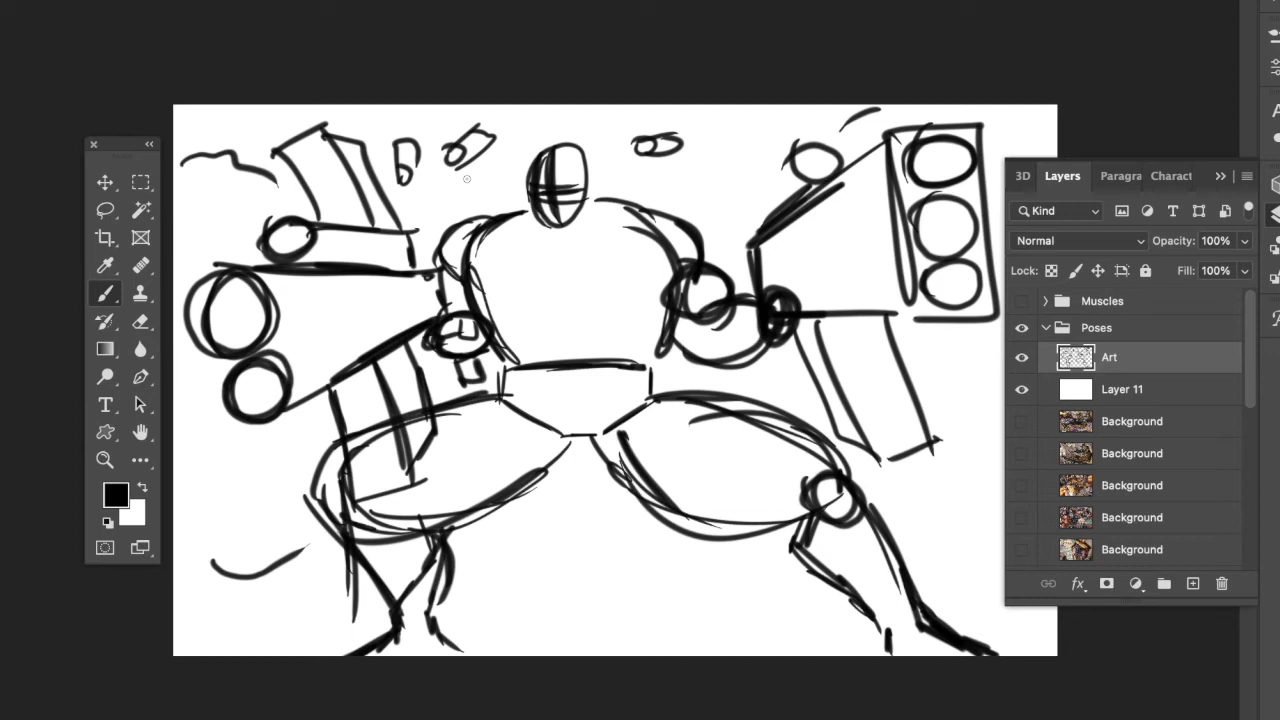 3D Layers Paragra Charact
Kind
Normal Opacity: 100%
Lock: Fill: 100%
Muscles
Poses
Art
Layer 11
Background
Background
Background
Background
Background
fx